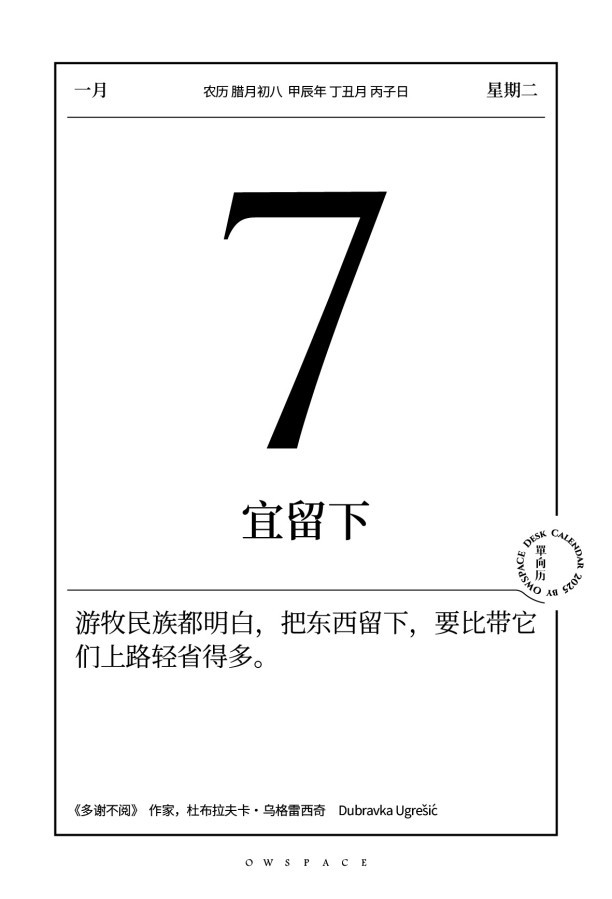 一月
农历 腊月初八 甲辰年 丁丑月 丙子日
星期二
7
宜留下
單向历
OWSPACE DESK CALENDAR 2025 BY
游牧民族都明白，把东西留下，要比带它
们上路轻省得多。
《多谢不阅》 作家，杜布拉夫卡·乌格雷西奇 Dubravka Ugrešić
OWSPACE